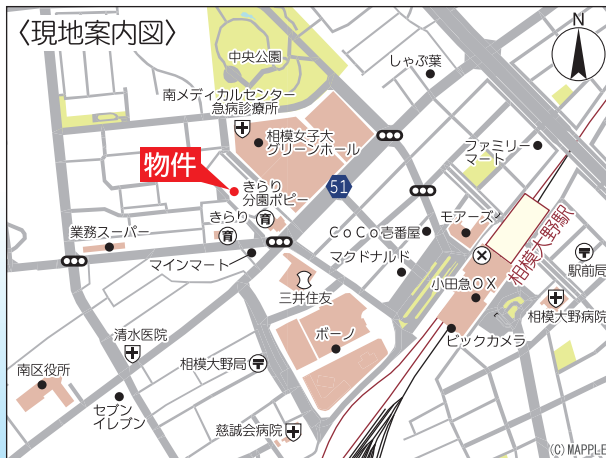 〈現地案内図〉
N
中央公園
しゃぶ葉
南メディカルセンター
急病診療所
相模女子大
グリーンホール
ファミリー
マート
物件
きらり
分園ポピー
51
きらり
育
育
モアーズ
CoCo壱番屋
相模大野駅
業務スーパー
マインマート
マクドナルド
駅前局
三井住友
小田急OX
相模大野病院
清水医院
ボーノ
ビックカメラ
相模大野局
南区役所
セブン
イレブン
慈誠会病院
(C)MAPPLE